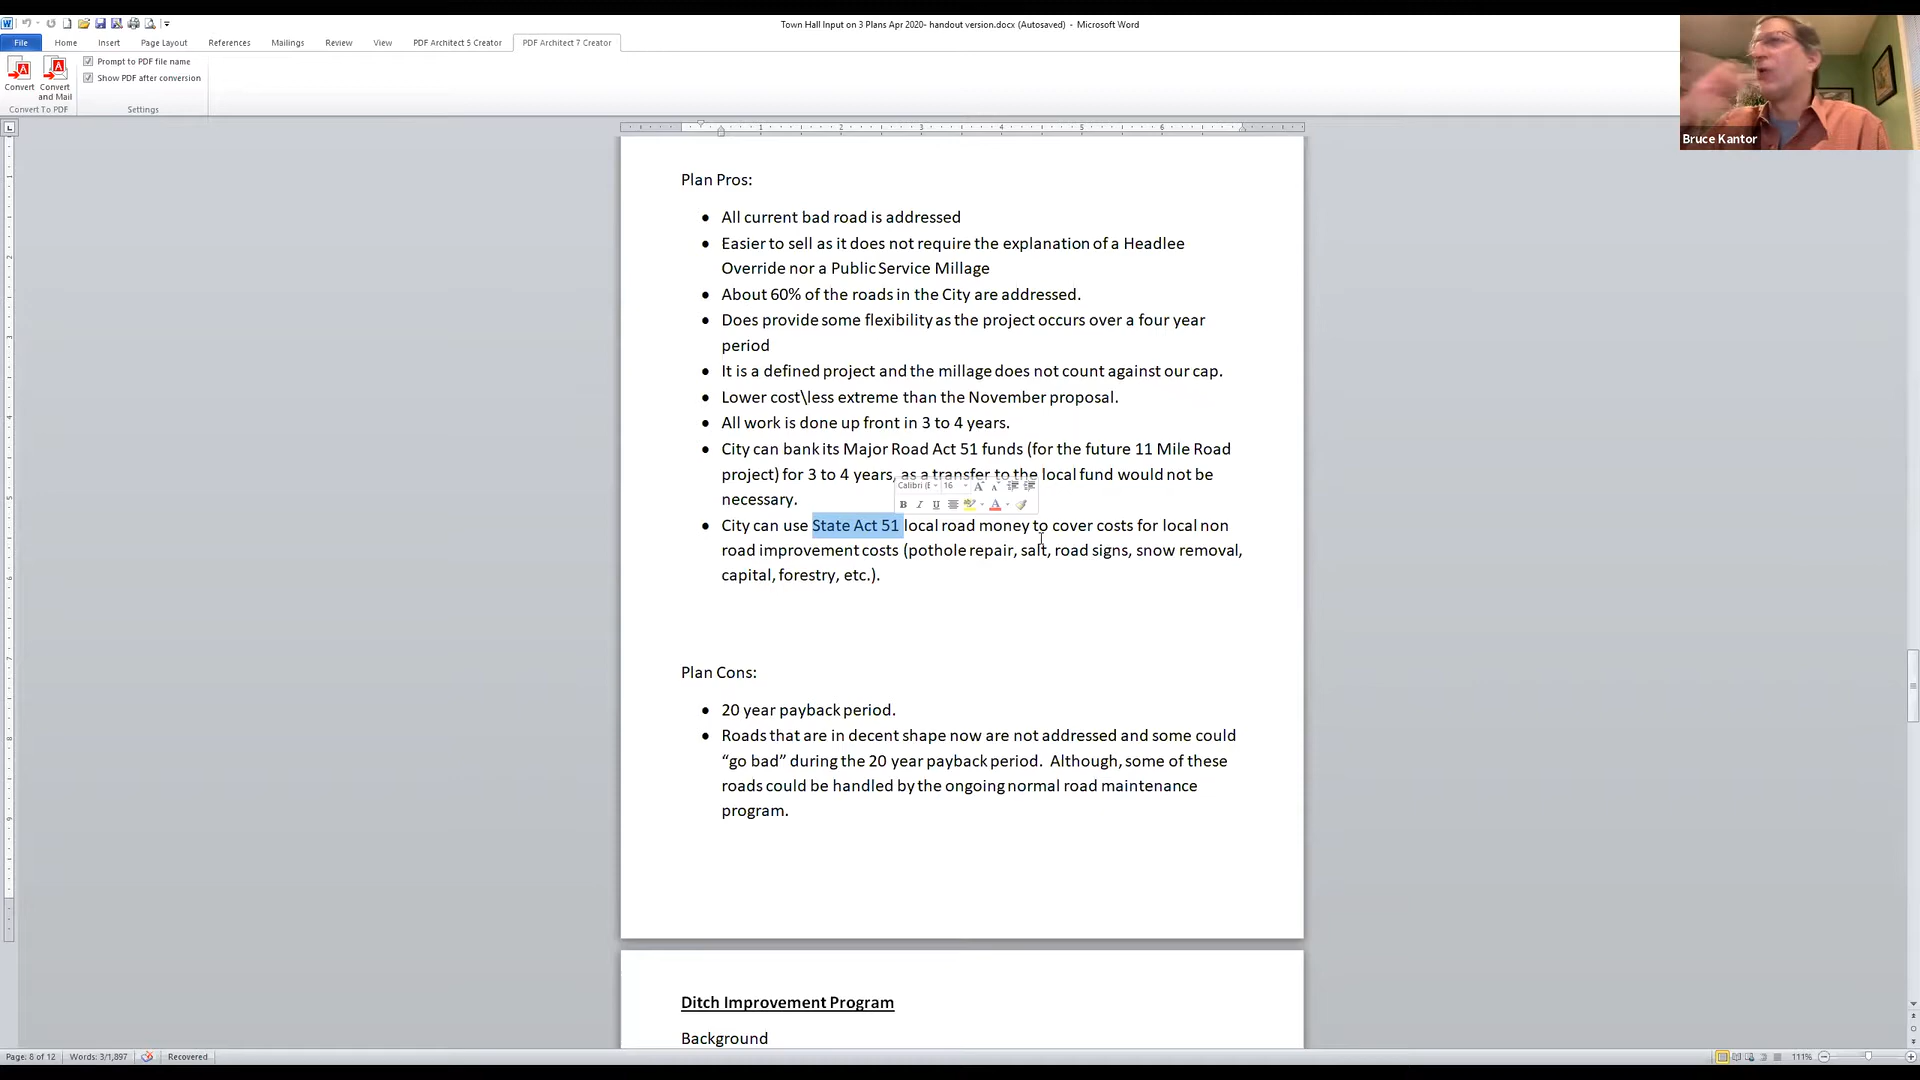 Town Hall Input on 3 Plans Apr 2020- handout version.docx (Autosaved) - Microsoft Word
File Home Insert Page Layout References Mailings Review View PDF Architect 5 Creator PDF Architect 7 Creator
Convert
Convert and Mail
Convert To PDF
Prompt to PDF file name
Show PDF after conversion
Settings
Bruce Kantor
1 2 3 4 5 6
Plan Pros:
• All current bad road is addressed
• Easier to sell as it does not require the explanation of a Headlee
Override nor a Public Service Millage
• About 60% of the roads in the City are addressed.
• Does provide some flexibility as the project occurs over a four year
period
• It is a defined project and the millage does not count against our cap.
• Lower cost\less extreme than the November proposal.
• All work is done up front in 3 to 4 years.
• City can bank its Major Road Act 51 funds (for the future 11 Mile Road
project) for 3 to 4 years, as a transfer to the local fund would not be
necessary.
Calibri (E 16 A A
B I U A
• City can use State Act 51 local road money to cover costs for local non
road improvement costs (pothole repair, salt, road signs, snow removal,
capital, forestry, etc.).
Plan Cons:
• 20 year payback period.
• Roads that are in decent shape now are not addressed and some could
“go bad” during the 20 year payback period. Although, some of these
roads could be handled by the ongoing normal road maintenance
program.
Ditch Improvement Program
Background
Page: 8 of 12 Words: 3/1,897 Recovered 111%